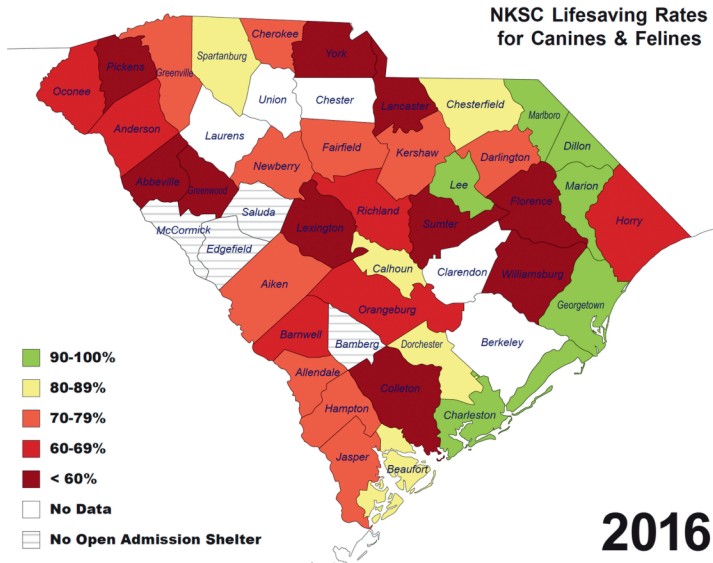 NKSC Lifesaving Rates
for Canines & Felines
Cherokee
York
Spartanburg
Pickens
Greenville
Oconee
Union
Chester
Lancaster
Chesterfield
Marlboro
Anderson
Laurens
Dillon
Fairfield
Kershaw
Darlington
Newberry
Abbeville
Greenwood
Lee
Marion
Florence
Saluda
Richland
Horry
McCormick
Lexington
Sumter
Edgefield
Calhoun
Clarendon
Williamsburg
Aiken
Orangeburg
Georgetown
Barnwell
Bamberg
Dorchester
Berkeley
Allendale
Colleton
Hampton
Charleston
Jasper
Beaufort
90-100%
80-89%
70-79%
60-69%
< 60%
No Data
No Open Admission Shelter
2016